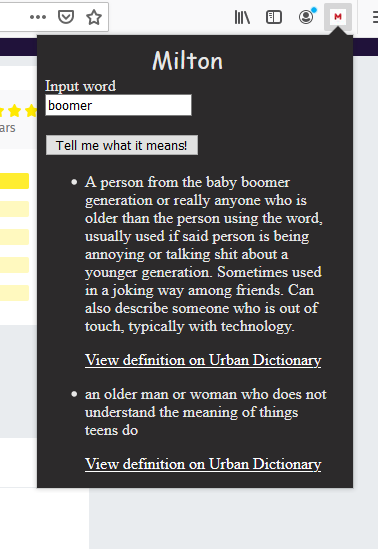 M
Milton
Input word
boomer
Tell me what it means!
ars
• A person from the baby boomer
generation or really anyone who is
older than the person using the word,
usually used if said person is being
annoying or talking shit about a
younger generation. Sometimes used
in a joking way among friends. Can
also describe someone who is out of
touch, typically with technology.
View definition on Urban Dictionary
• an older man or woman who does not
understand the meaning of things
teens do
View definition on Urban Dictionary